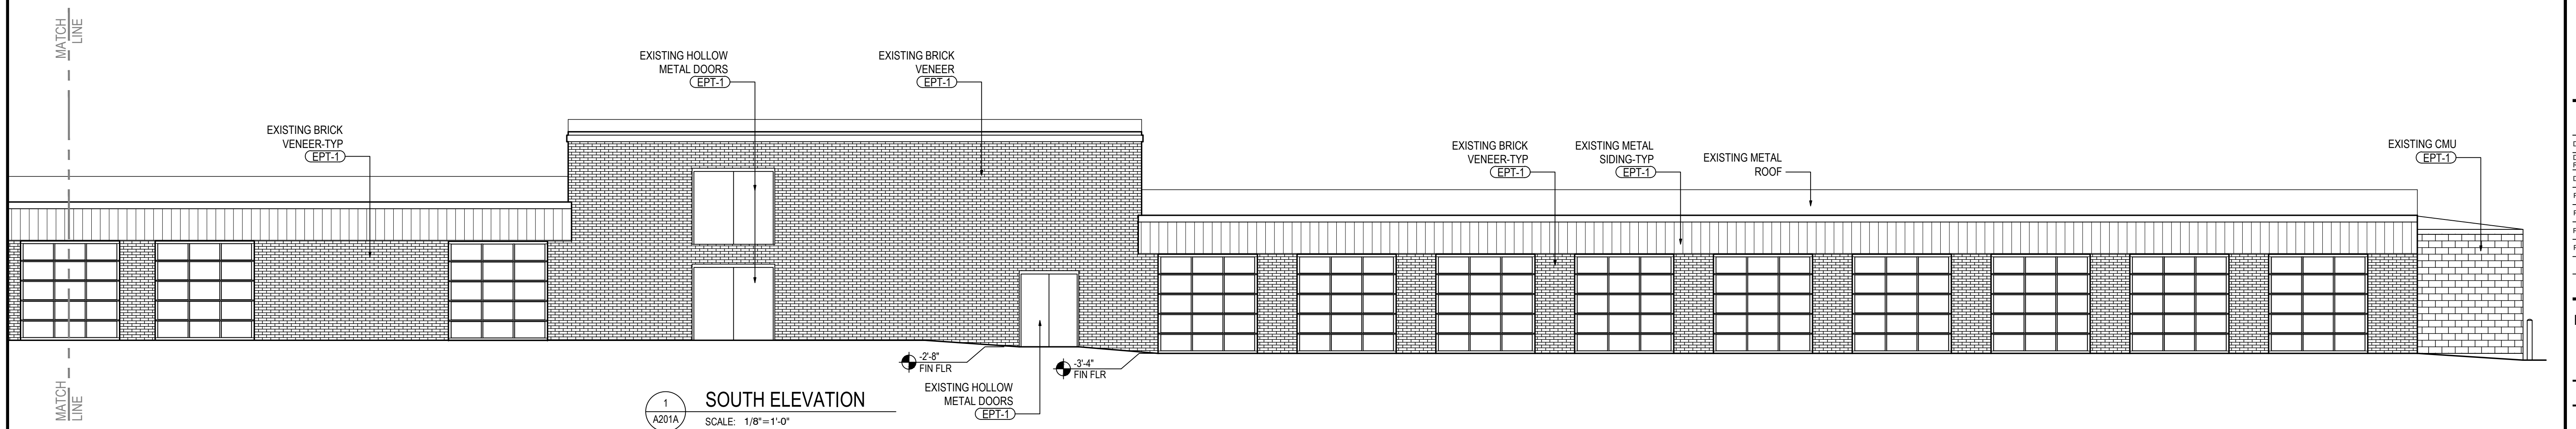 MATCH
LINE
EXISTING HOLLOW
METAL DOORS
EPT-1
EXISTING BRICK
VENEER
EPT-1
EXISTING BRICK
VENEER-TYP
EPT-1
EXISTING BRICK
VENEER-TYP
EPT-1
EXISTING METAL
SIDING-TYP
EPT-1
EXISTING METAL
ROOF
EXISTING CMU
EPT-1
-2'-8"
FIN FLR
-3'-4"
FIN FLR
EXISTING HOLLOW
METAL DOORS
EPT-1
MATCH
LINE
1
A201A
SOUTH ELEVATION
SCALE: 1/8"=1'-0"